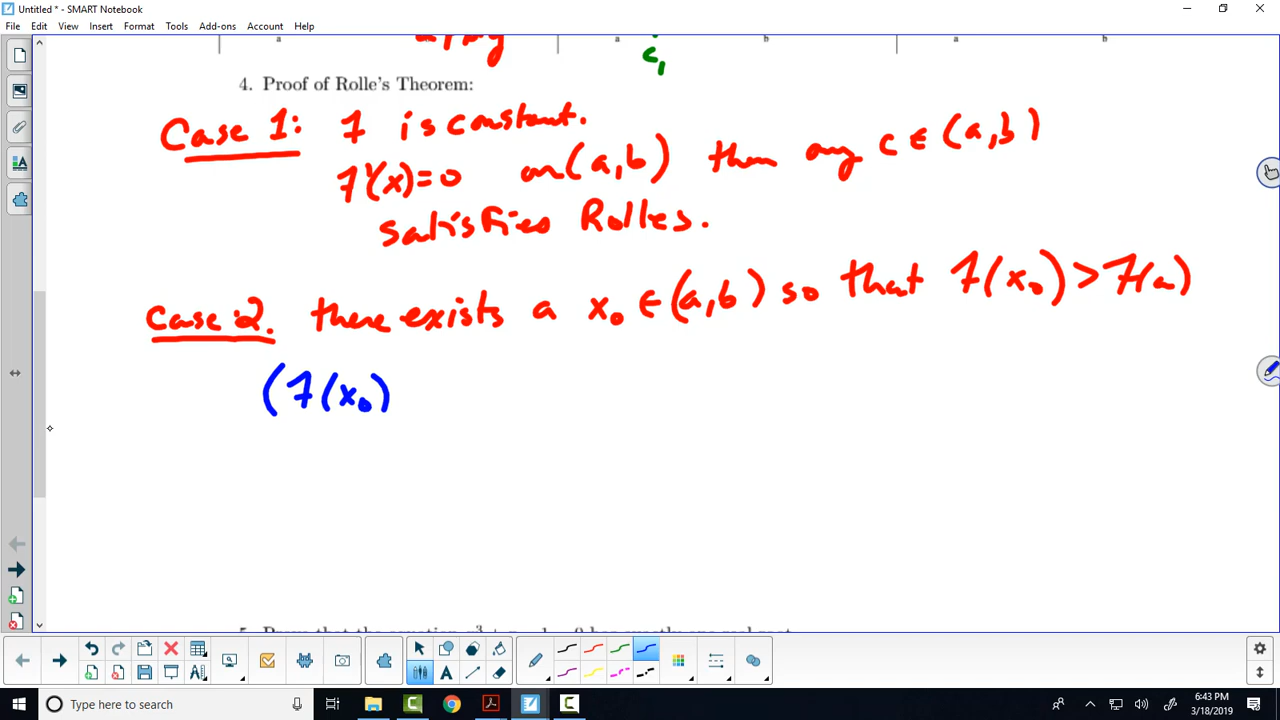 Untitled * - SMART Notebook
File Edit View Insert Format Tools Add-ons Account Help
a a b a b
c1
4. Proof of Rolle's Theorem:
Case 1: f is constant.
f'(x)=0 on (a,b) then any c ∈ (a,b)
satisfies Rolles.
Case 2. there exists a x₀ ∈ (a,b) so that f(x₀) > f(a)
(f(x₀)
Type here to search
6:43 PM
3/18/2019